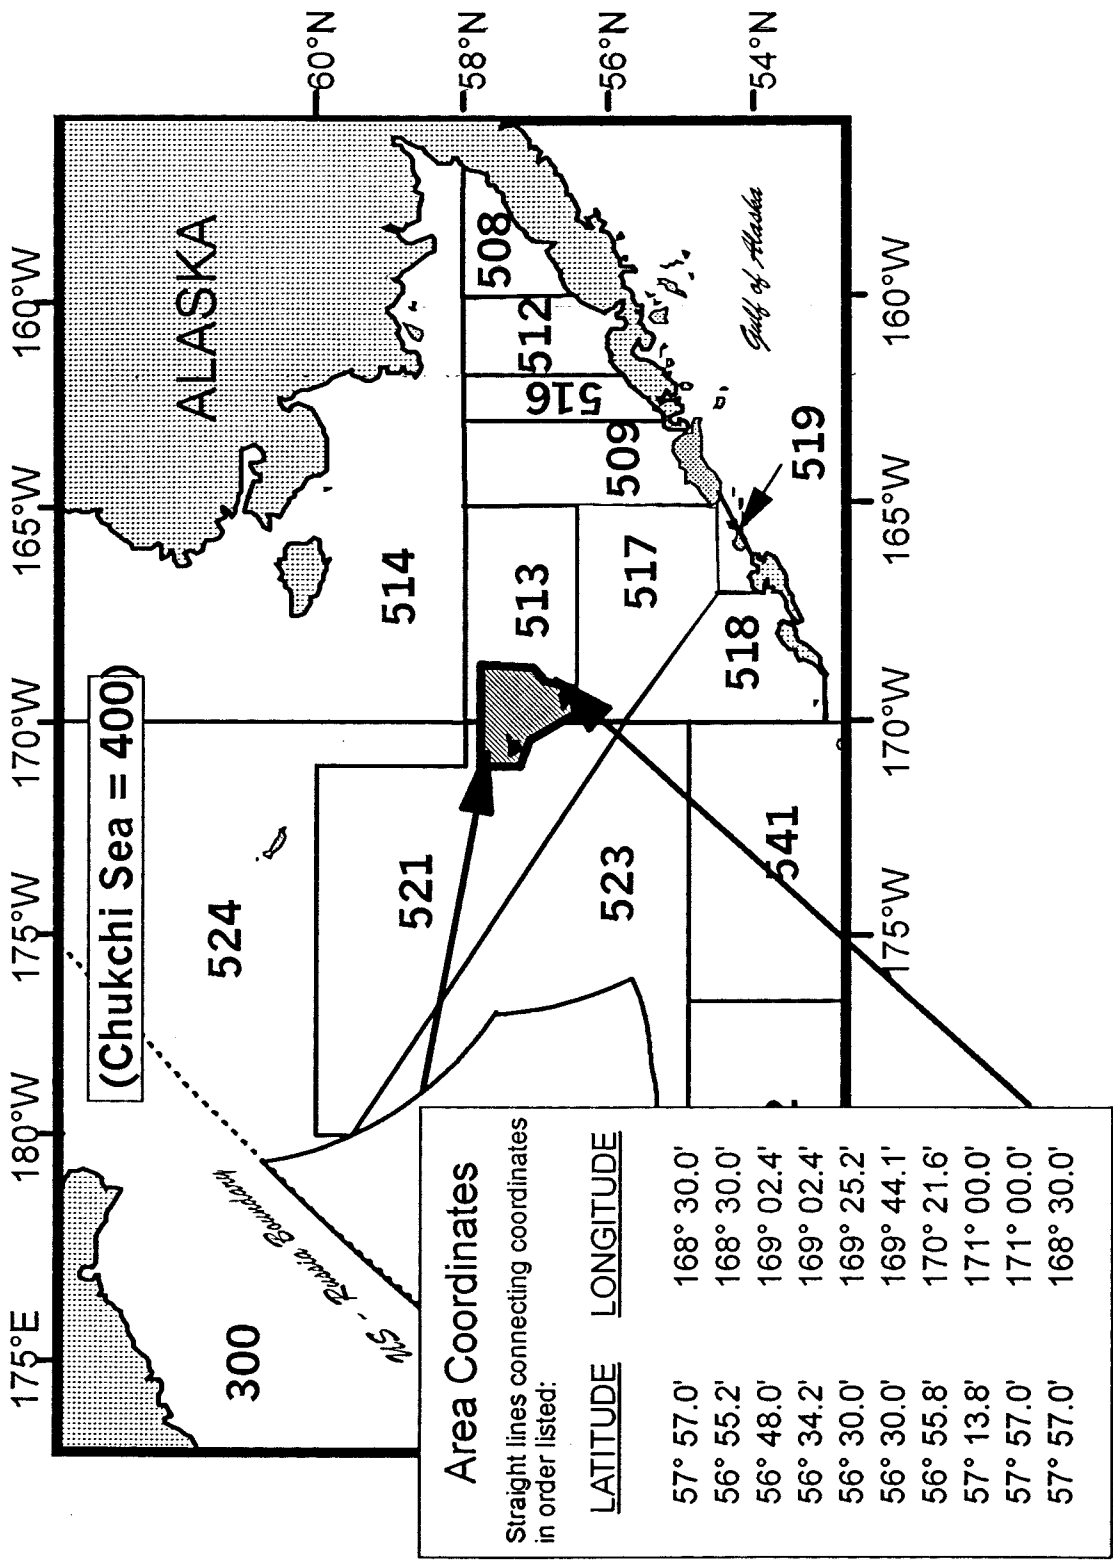 175°E
180°W
175°W
170°W
165°W
160°W
(Chukchi Sea = 400)
ALASKA
60°N
58°N
56°N
54°N
300
US - Russia Boundary
524
521
523
541
514
513
517
518
519
509
516
512
508
Gulf of Alaska
175°W
170°W
165°W
160°W
Area Coordinates
Straight lines connecting coordinates
in order listed:
LATITUDE LONGITUDE
57° 57.0' 168° 30.0'
56° 55.2' 168° 30.0'
56° 48.0' 169° 02.4'
56° 34.2' 169° 02.4'
56° 30.0' 169° 25.2'
56° 30.0' 169° 44.1'
56° 55.8' 170° 21.6'
57° 13.8' 171° 00.0'
57° 57.0' 171° 00.0'
57° 57.0' 168° 30.0'